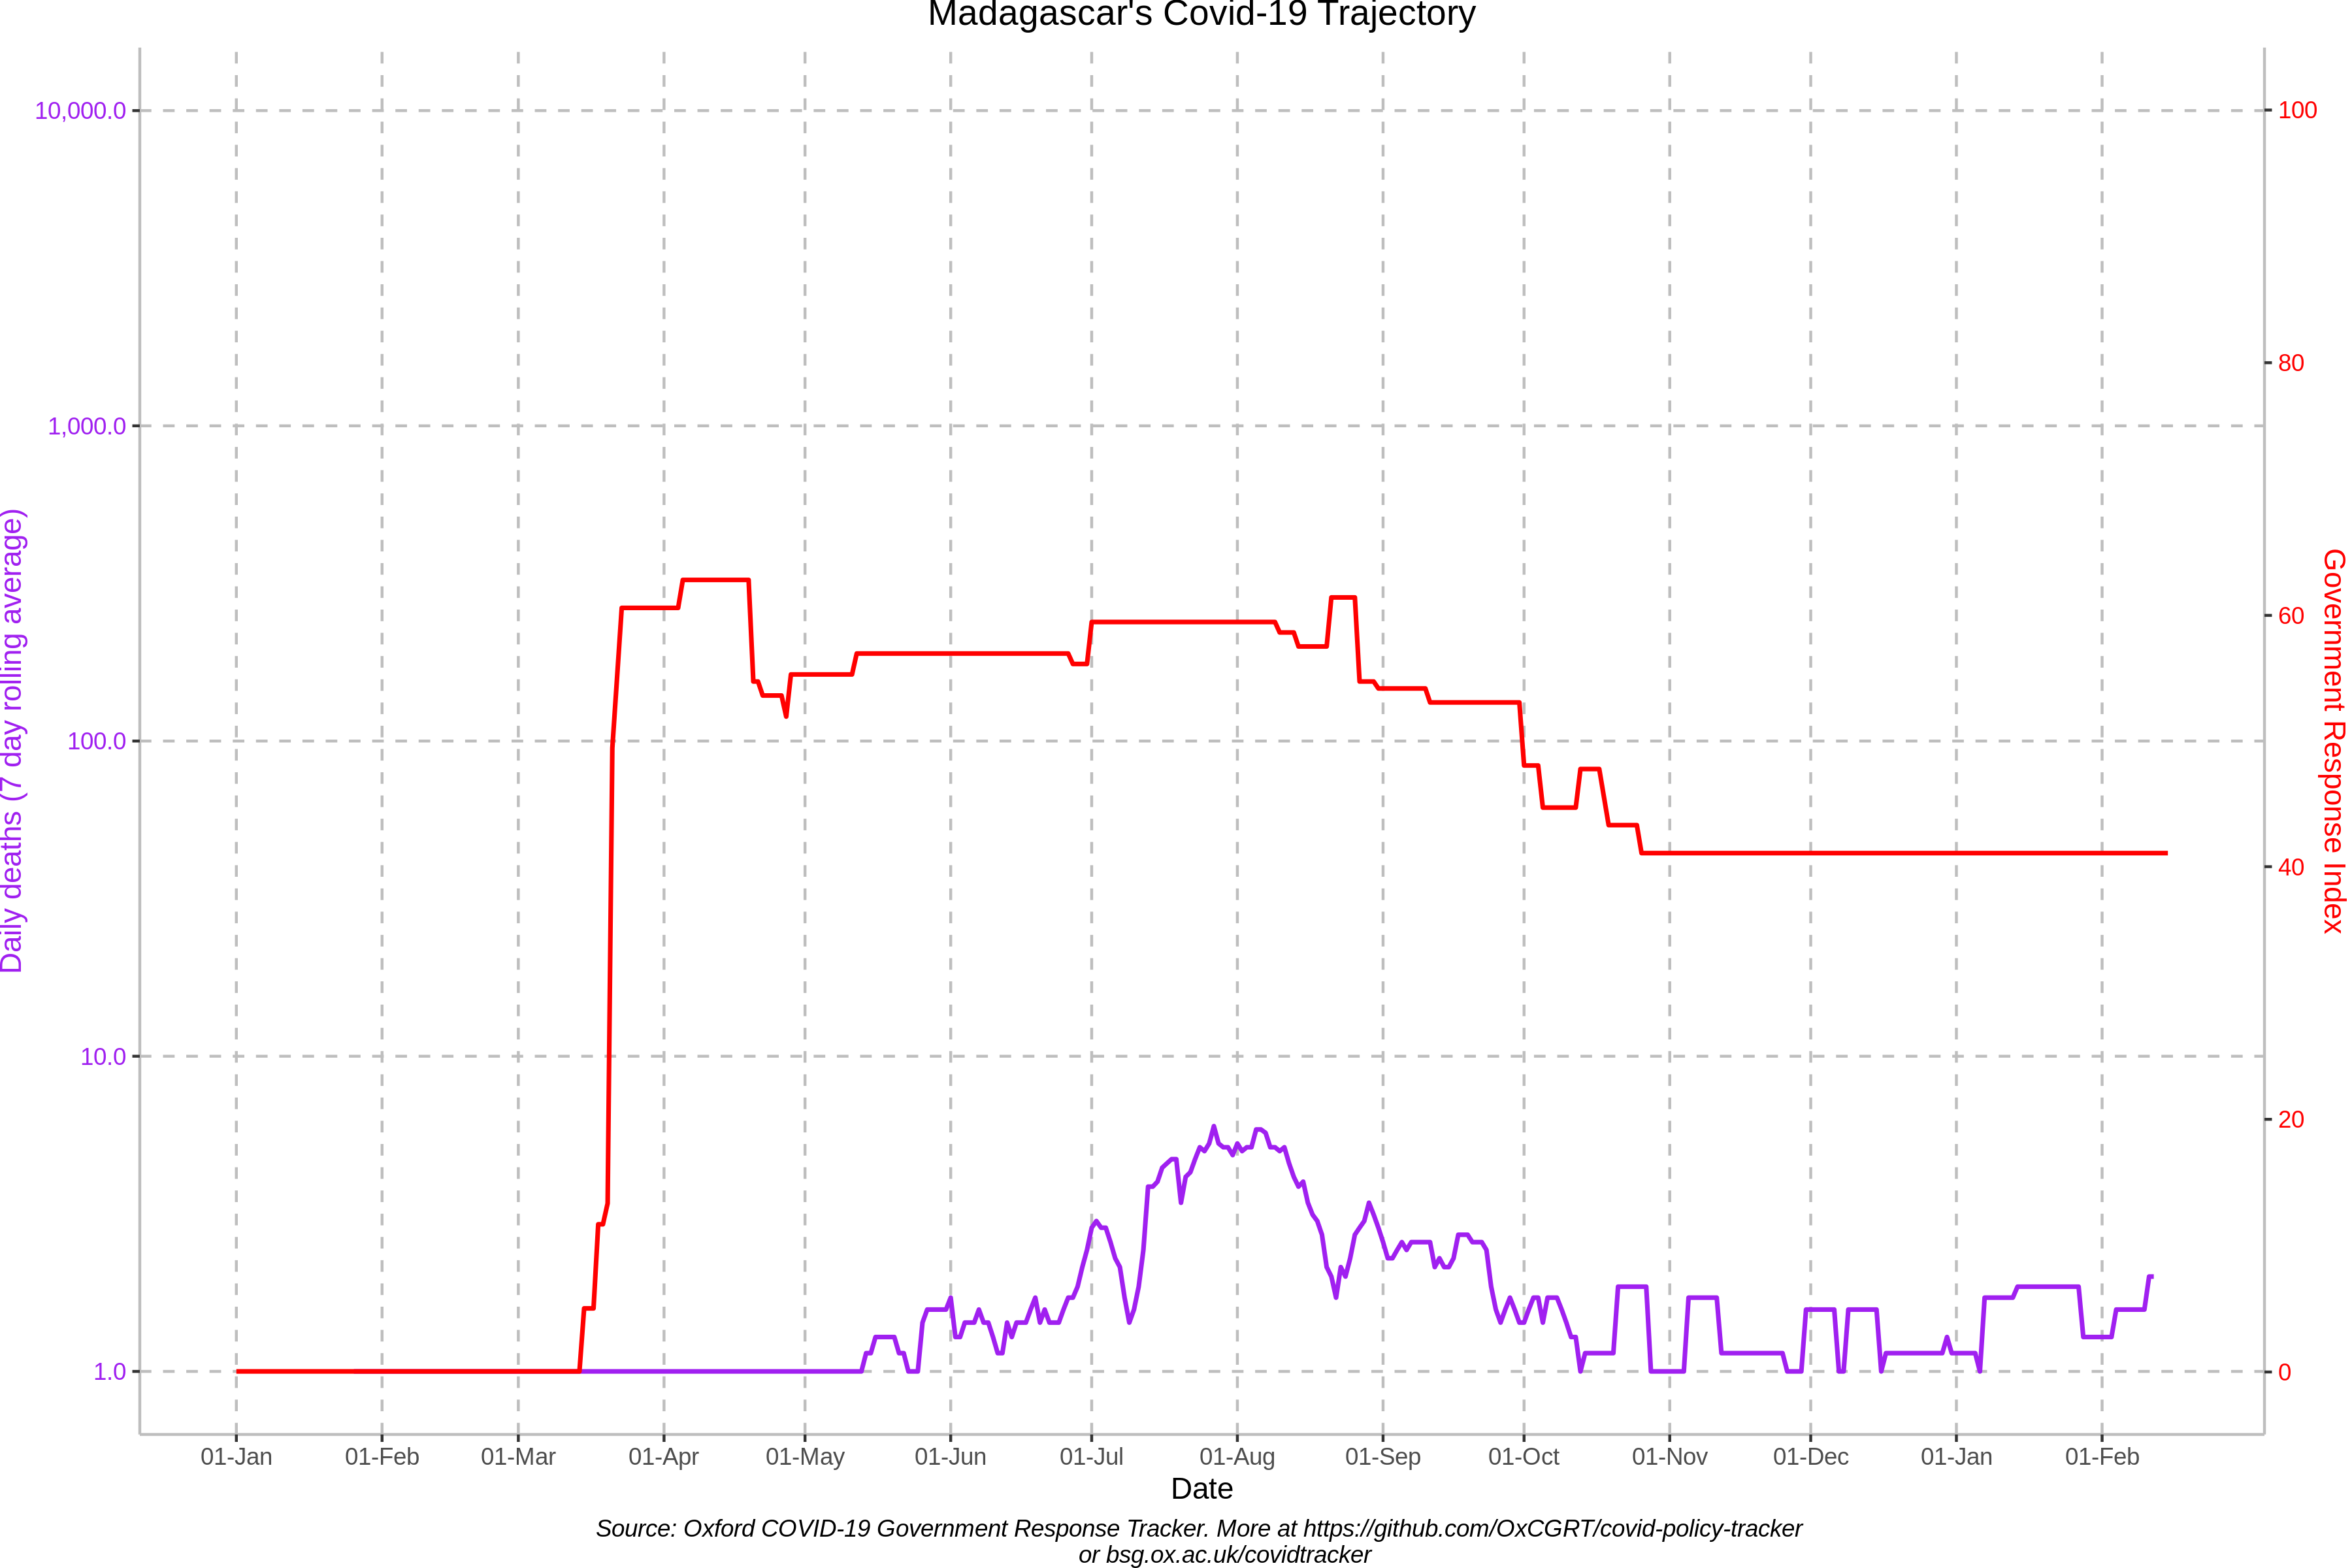 Madagascar's Covid-19 Trajectory
10,000.0
1,000.0
100.0
10.0
1.0
Daily deaths (7 day rolling average)
100
80
60
40
20
0
Government Response Index
01-Jan 01-Feb 01-Mar 01-Apr 01-May 01-Jun 01-Jul 01-Aug 01-Sep 01-Oct 01-Nov 01-Dec 01-Jan 01-Feb
Date
Source: Oxford COVID-19 Government Response Tracker. More at https://github.com/OxCGRT/covid-policy-tracker
or bsg.ox.ac.uk/covidtracker